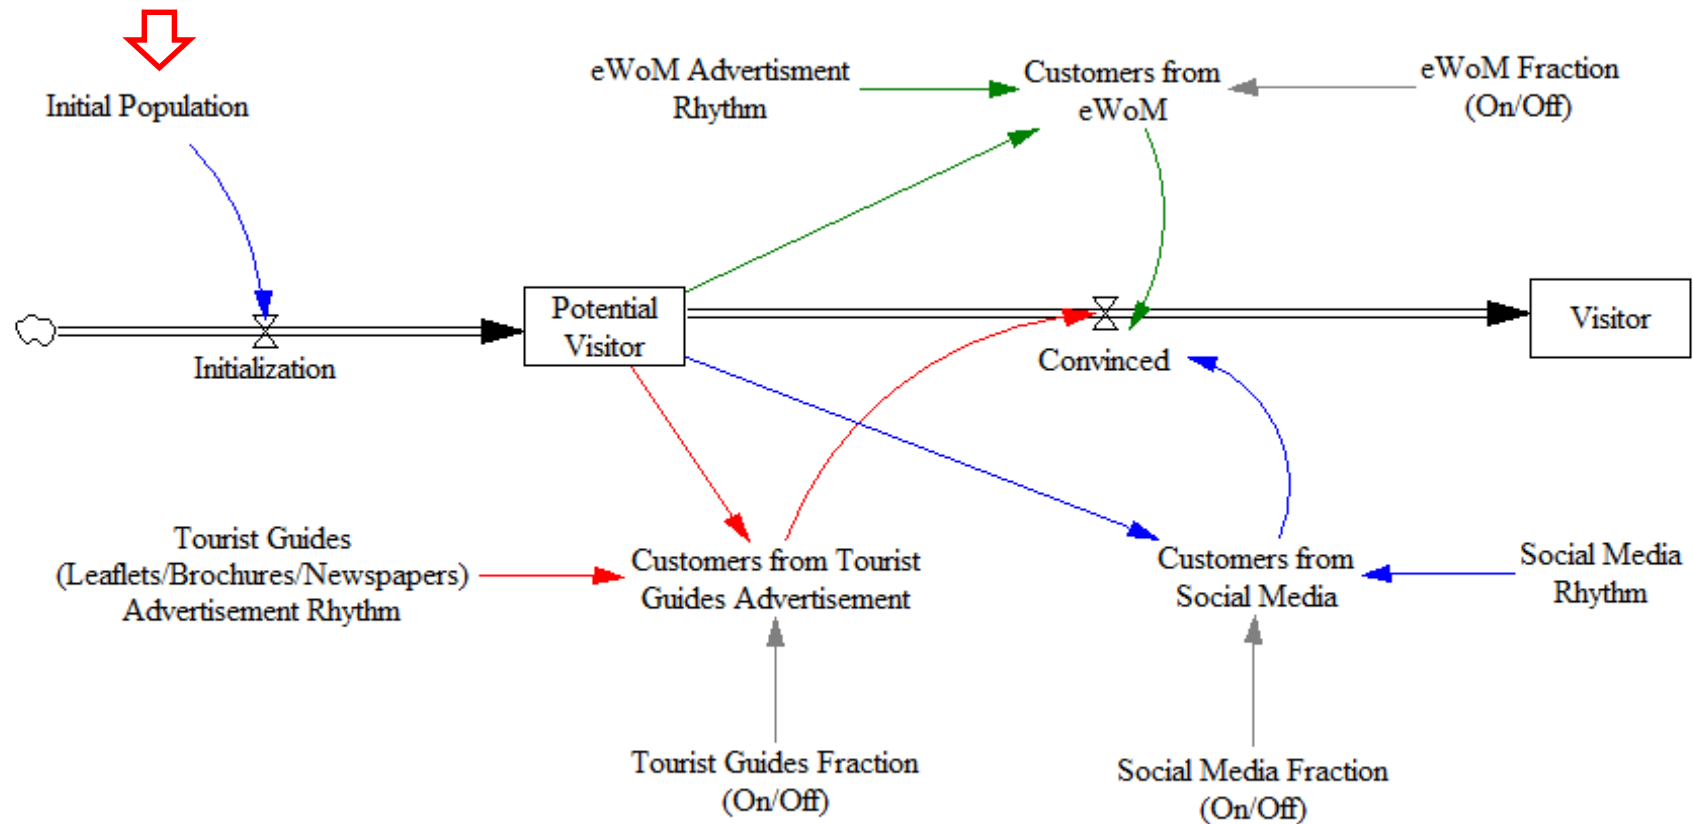 Initial Population
eWoM Advertisment
Rhythm
Customers from
eWoM
eWoM Fraction
(On/Off)
Initialization
Potential
Visitor
Convinced
Visitor
Tourist Guides
(Leaflets/Brochures/Newspapers)
Advertisement Rhythm
Customers from Tourist
Guides Advertisement
Customers from
Social Media
Social Media
Rhythm
Tourist Guides Fraction
(On/Off)
Social Media Fraction
(On/Off)